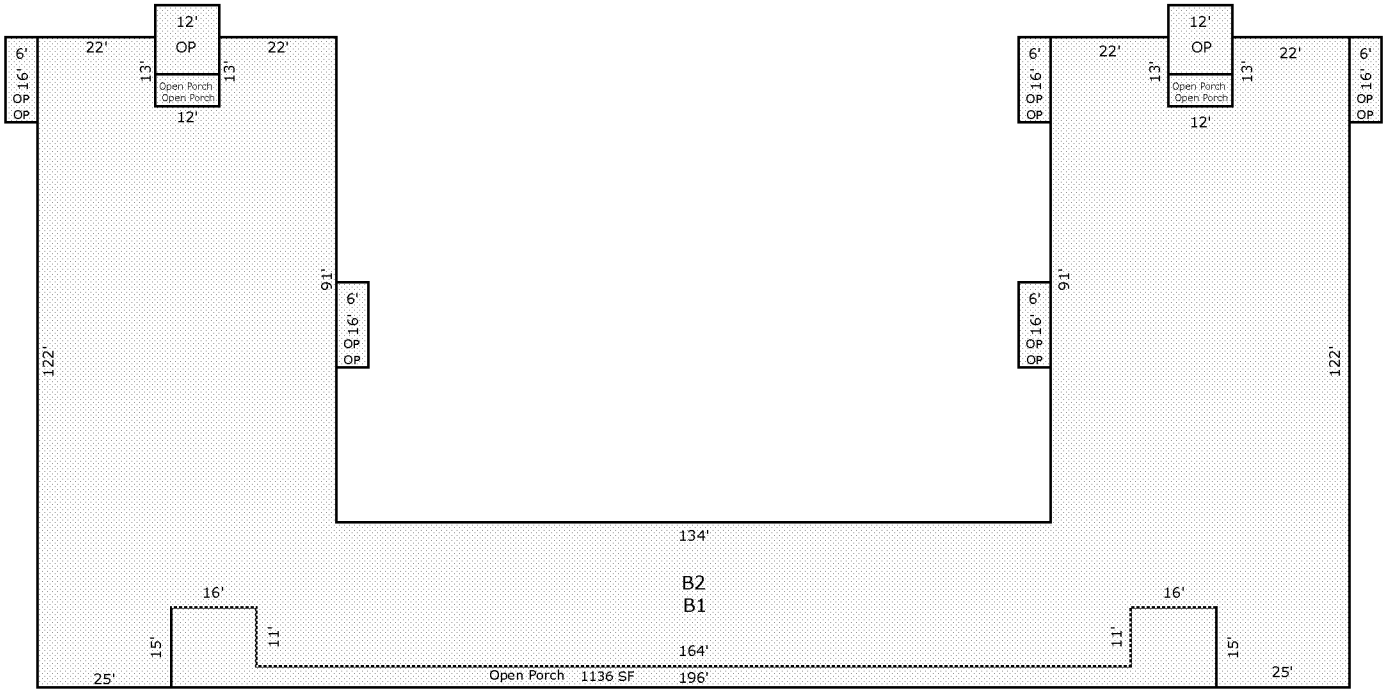 12'
OP
22'
22'
6'
16'
OP
OP
13'
13'
Open Porch
Open Porch
12'
12'
OP
22'
22'
6'
16'
OP
OP
13'
13'
Open Porch
Open Porch
12'
6'
16'
OP
OP
91'
6'
16'
OP
OP
6'
16'
OP
OP
91'
122'
122'
134'
B2
B1
16'
16'
15'
11'
11'
15'
164'
25'
Open Porch 1136 SF 196'
25'